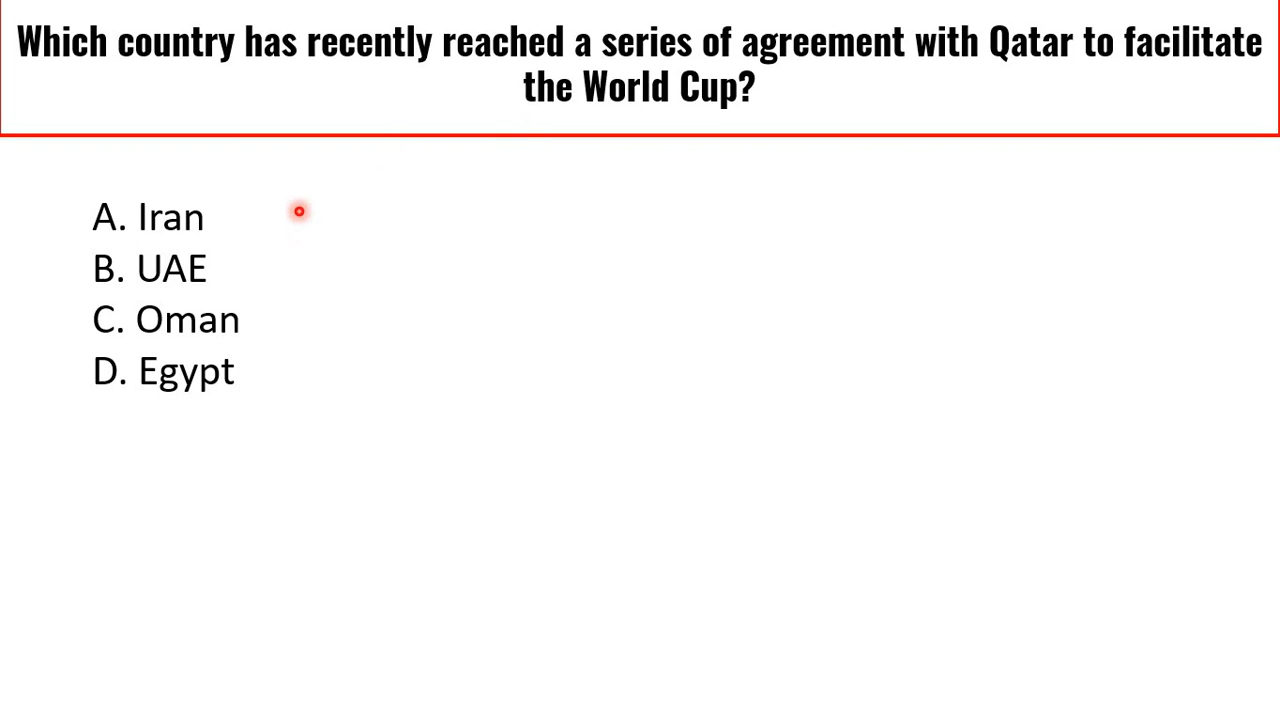 Which country has recently reached a series of agreement with Qatar to facilitate
the World Cup?
A. Iran
B. UAE
C. Oman
D. Egypt